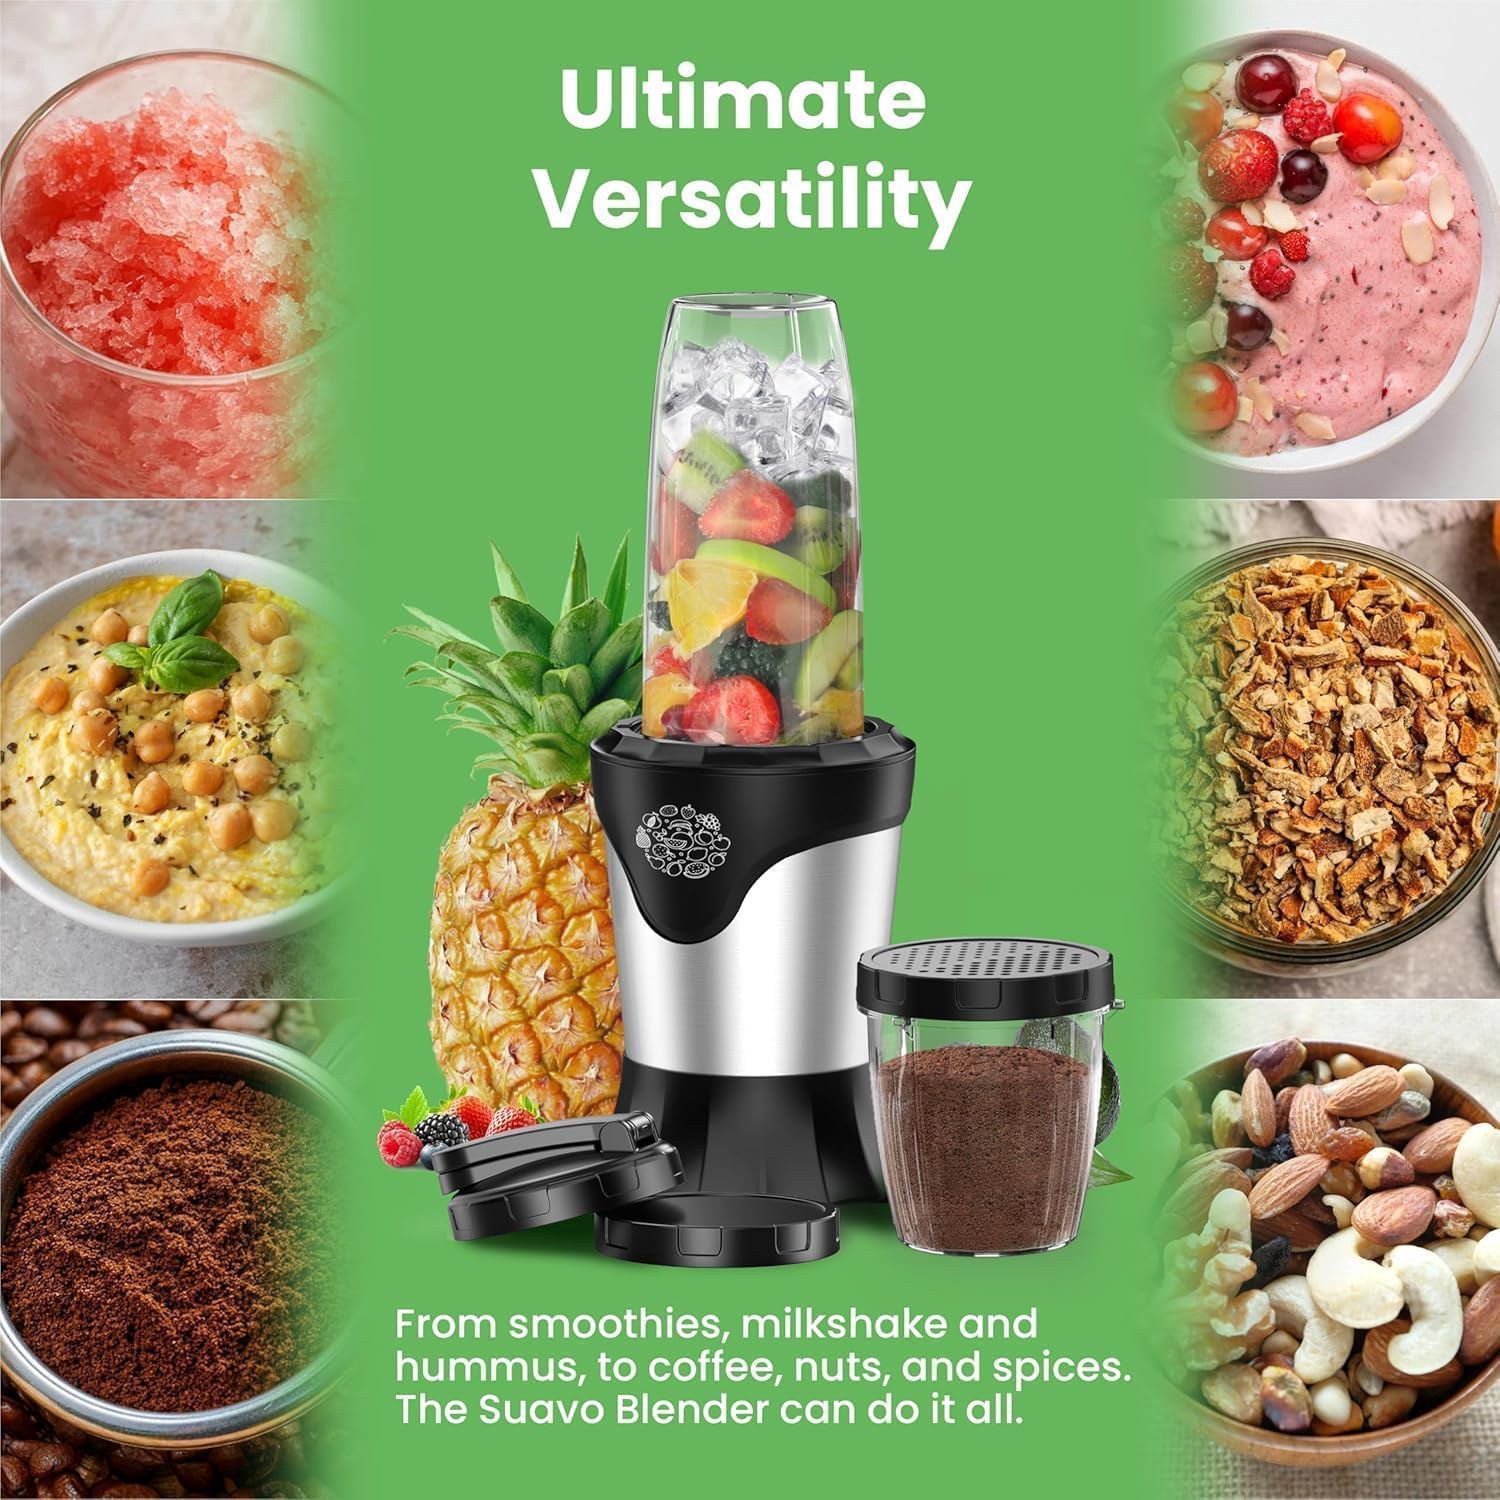 Ultimate
Versatility
From smoothies, milkshake and
hummus, to coffee, nuts, and spices.
The Suavo Blender can do it all.